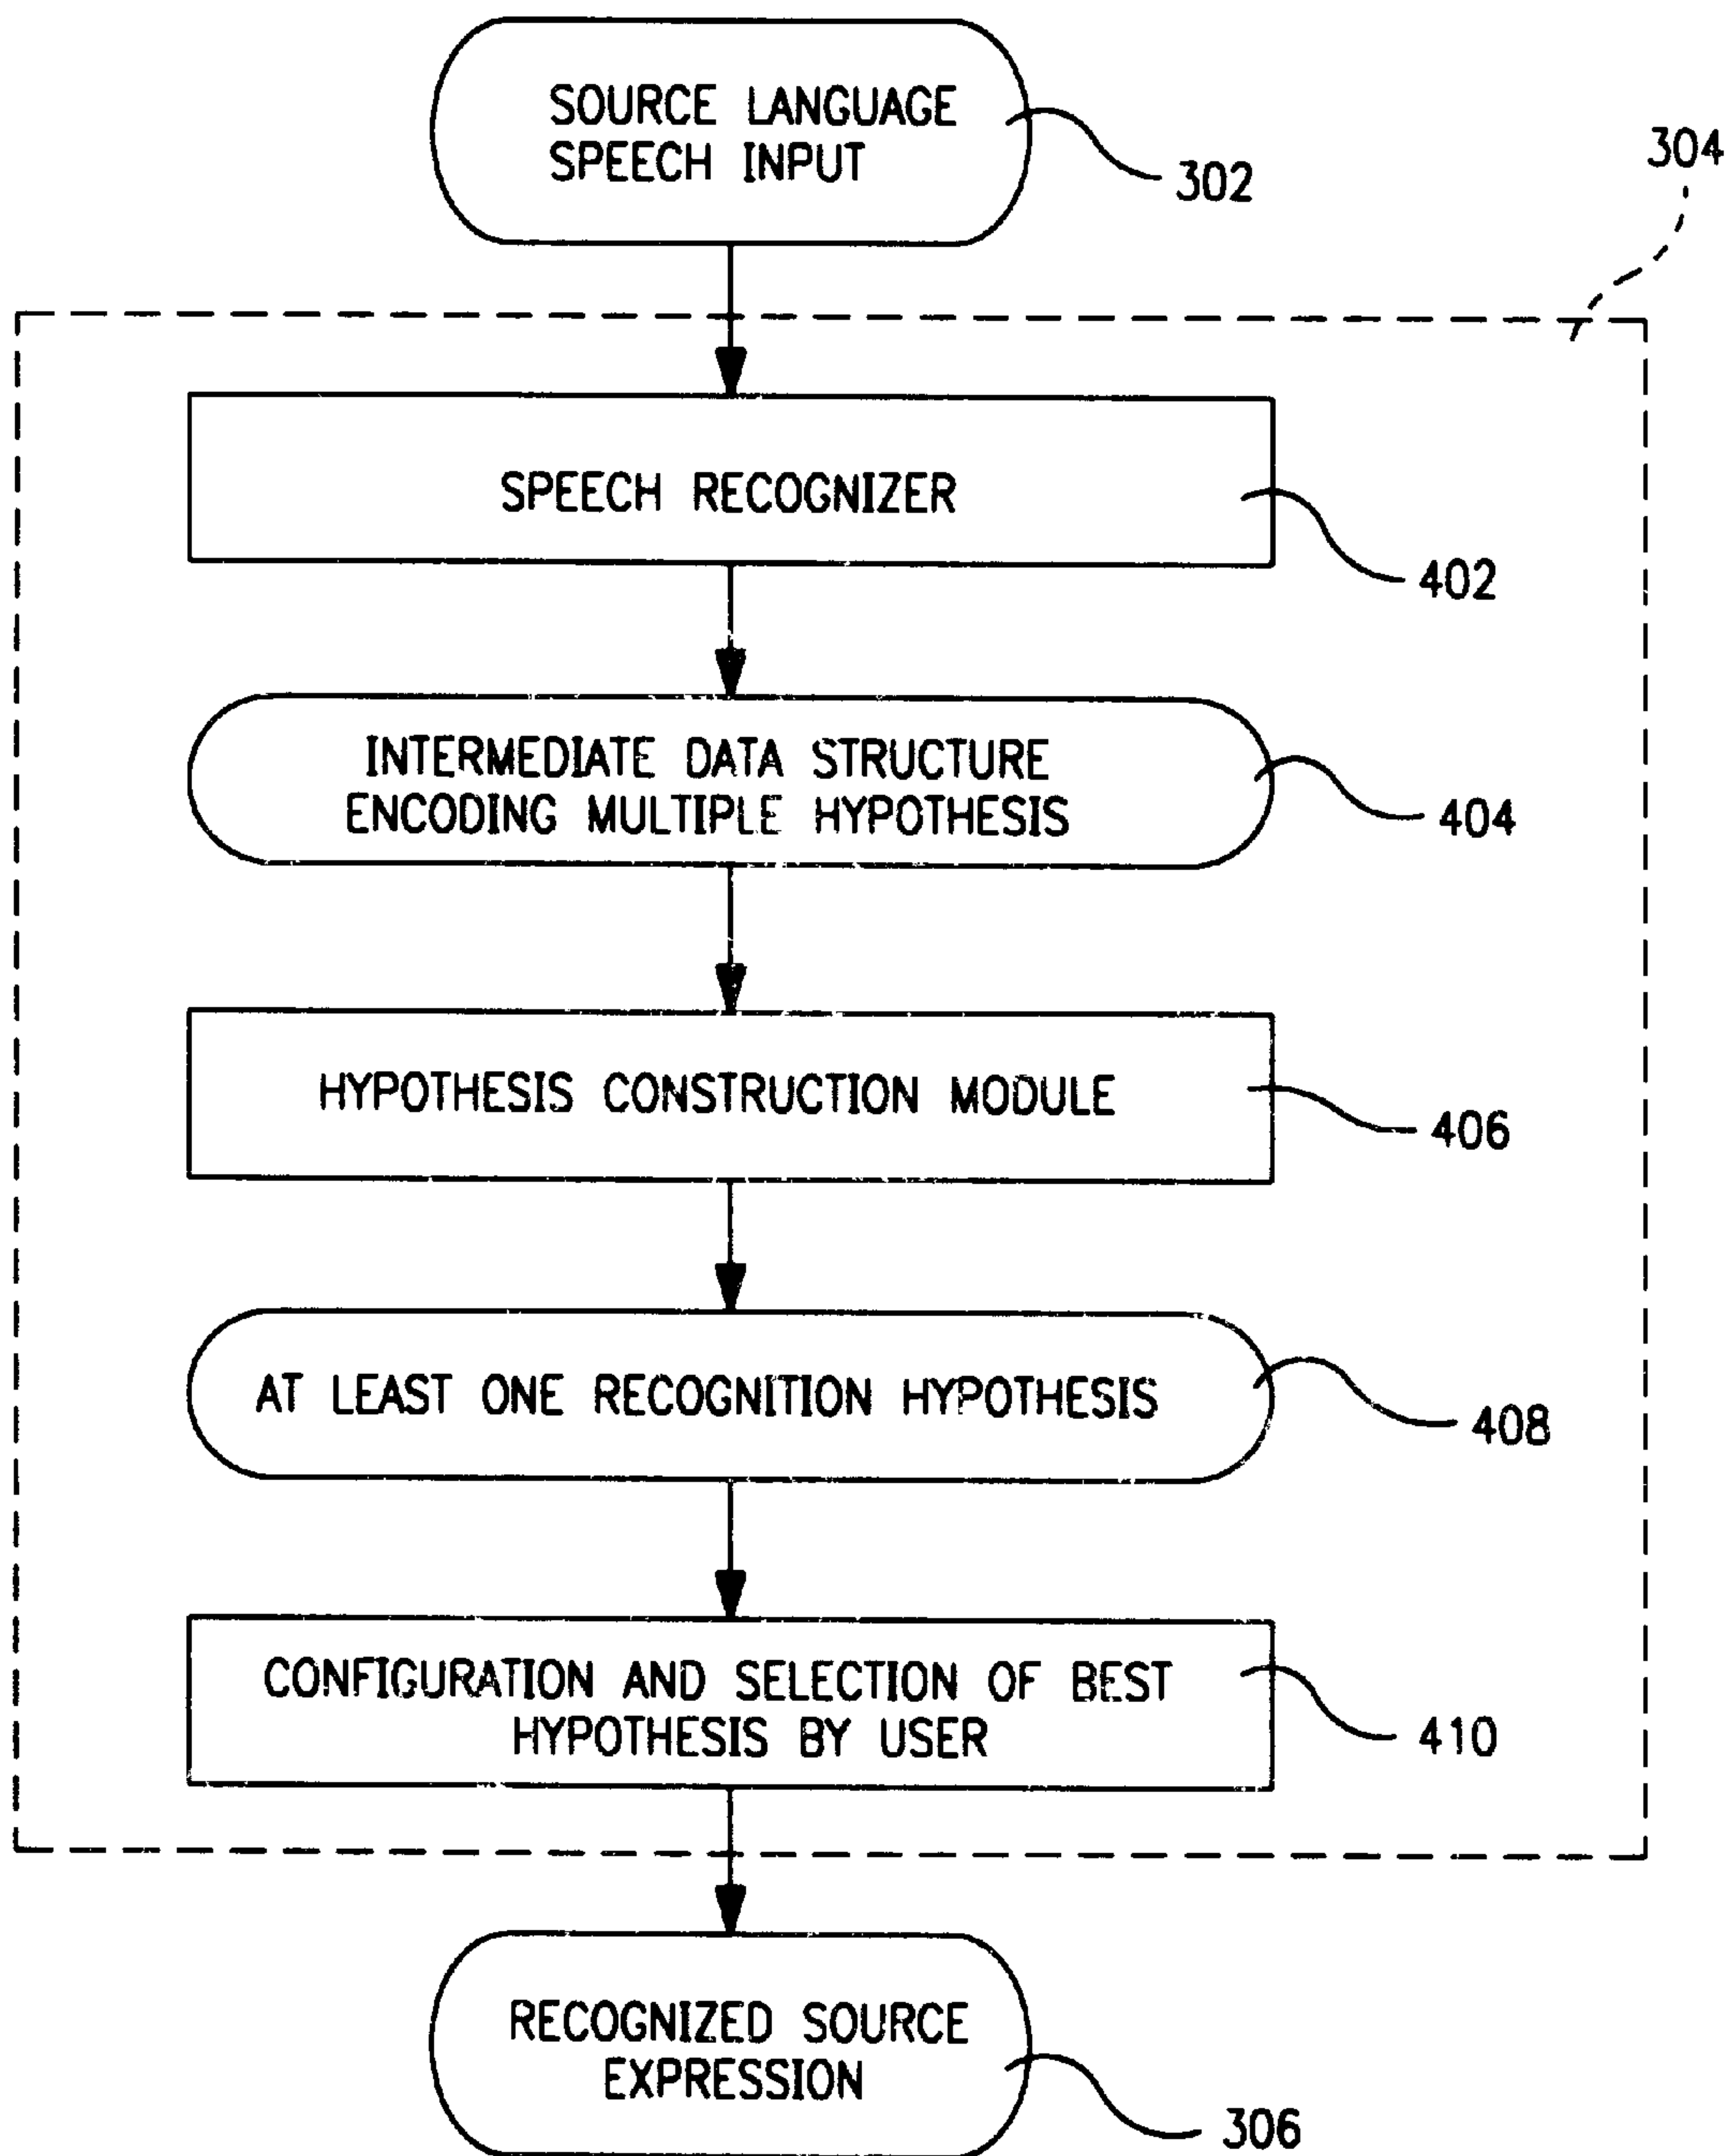 SOURCE LANGUAGE
SPEECH INPUT
302
304
SPEECH RECOGNIZER
402
INTERMEDIATE DATA STRUCTURE
ENCODING MULTIPLE HYPOTHESIS
404
HYPOTHESIS CONSTRUCTION MODULE
406
AT LEAST ONE RECOGNITION HYPOTHESIS
408
CONFIGURATION AND SELECTION OF BEST
HYPOTHESIS BY USER
410
RECOGNIZED SOURCE
EXPRESSION
306